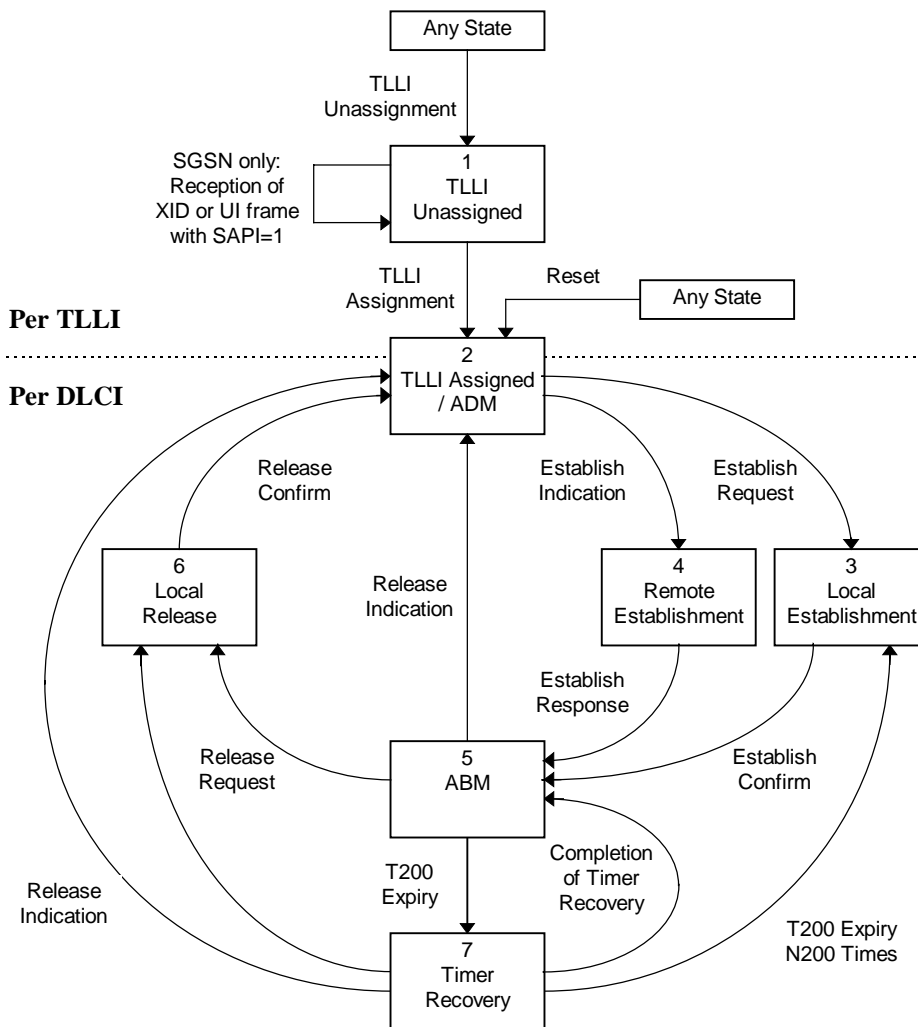 Any State
TLLI
Unassignment
SGSN only:
Reception of
XID or UI frame
with SAPI=1
1
TLLI
Unassigned
TLLI
Assignment
Reset
Any State
Per TLLI
2
TLLI Assigned
/ ADM
Per DLCI
Release
Confirm
Establish
Indication
Establish
Request
6
Local
Release
Release
Indication
4
Remote
Establishment
3
Local
Establishment
Establish
Response
Release
Request
5
ABM
Establish
Confirm
T200
Expiry
Completion
of Timer
Recovery
Release
Indication
T200 Expiry
N200 Times
7
Timer
Recovery